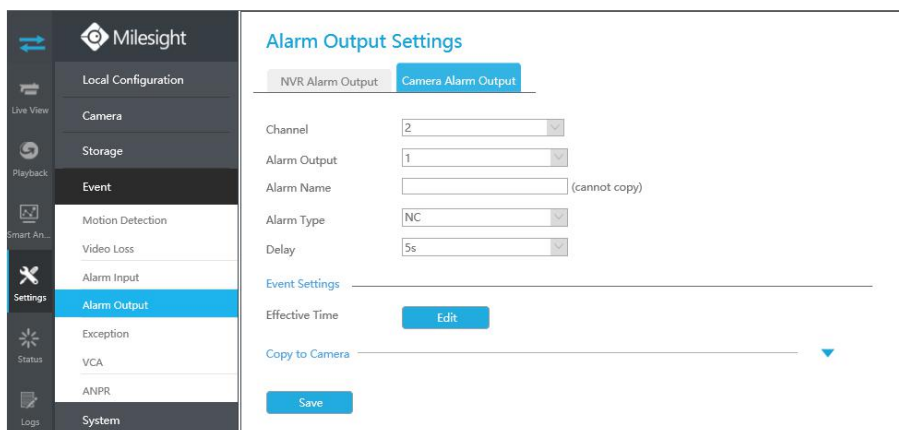 Milesight
Live View
Playback
Smart An...
Settings
Status
Logs
Local Configuration
Camera
Storage
Event
Motion Detection
Video Loss
Alarm Input
Alarm Output
Exception
VCA
ANPR
System
Alarm Output Settings
NVR Alarm Output
Camera Alarm Output
Channel 2
Alarm Output 1
Alarm Name (cannot copy)
Alarm Type NC
Delay 5s
Event Settings
Effective Time Edit
Copy to Camera
Save